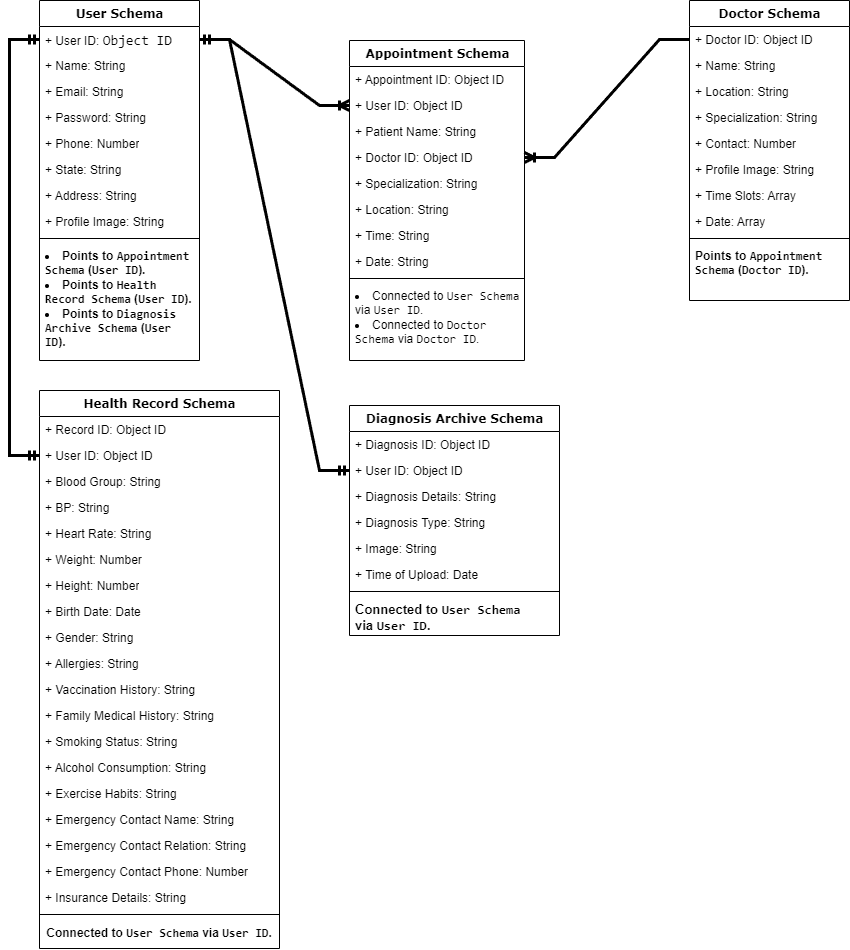 User Schema
+ User ID: Object ID
+ Name: String
+ Email: String
+ Password: String
+ Phone: Number
+ State: String
+ Address: String
+ Profile Image: String
• Points to Appointment
Schema (User ID).
• Points to Health
Record Schema (User ID).
• Points to Diagnosis
Archive Schema (User
ID).
Appointment Schema
+ Appointment ID: Object ID
+ User ID: Object ID
+ Patient Name: String
+ Doctor ID: Object ID
+ Specialization: String
+ Location: String
+ Time: String
+ Date: String
• Connected to User Schema
via User ID.
• Connected to Doctor
Schema via Doctor ID.
Doctor Schema
+ Doctor ID: Object ID
+ Name: String
+ Location: String
+ Specialization: String
+ Contact: Number
+ Profile Image: String
+ Time Slots: Array
+ Date: Array
Points to Appointment
Schema (Doctor ID).
Health Record Schema
+ Record ID: Object ID
+ User ID: Object ID
+ Blood Group: String
+ BP: String
+ Heart Rate: String
+ Weight: Number
+ Height: Number
+ Birth Date: Date
+ Gender: String
+ Allergies: String
+ Vaccination History: String
+ Family Medical History: String
+ Smoking Status: String
+ Alcohol Consumption: String
+ Exercise Habits: String
+ Emergency Contact Name: String
+ Emergency Contact Relation: String
+ Emergency Contact Phone: Number
+ Insurance Details: String
Connected to User Schema via User ID.
Diagnosis Archive Schema
+ Diagnosis ID: Object ID
+ User ID: Object ID
+ Diagnosis Details: String
+ Diagnosis Type: String
+ Image: String
+ Time of Upload: Date
Connected to User Schema
via User ID.